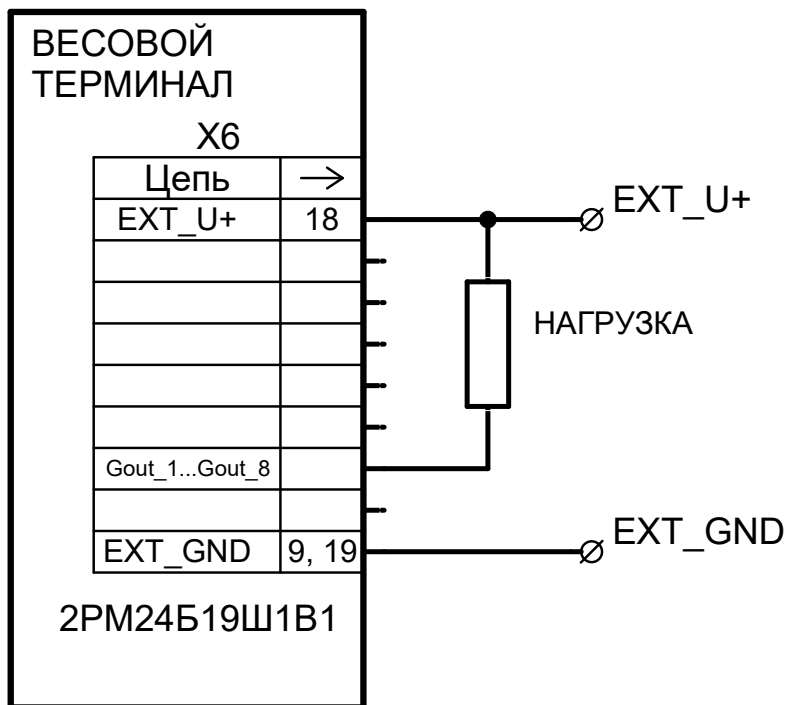 ВЕСОВОЙ
ТЕРМИНАЛ
X6
Цепь
EXT_U+ 18
EXT_U+
НАГРУЗКА
Gout_1...Gout_8
EXT_GND 9, 19
EXT_GND
2РМ24Б19Ш1В1